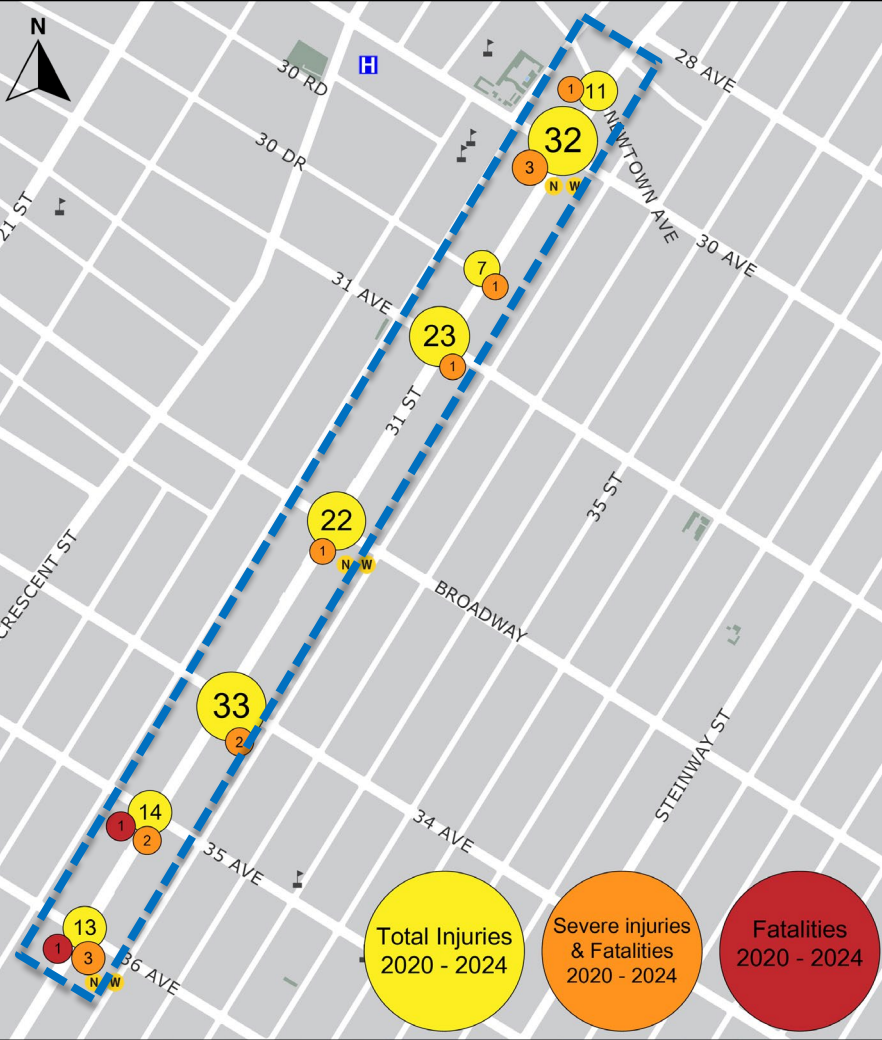 N
H
28 AVE
30 RD
1
11
NEWTOWN AVE
32
3
N W
30 DR
21 ST
30 AVE
7
1
31 AVE
23
1
31 ST
35 ST
22
1
N W
CRESCENT ST
BROADWAY
33
2
STEINWAY ST
14
1
2
34 AVE
35 AVE
13
1
3
N W
36 AVE
Total Injuries
2020 - 2024
Severe injuries
& Fatalities
2020 - 2024
Fatalities
2020 - 2024